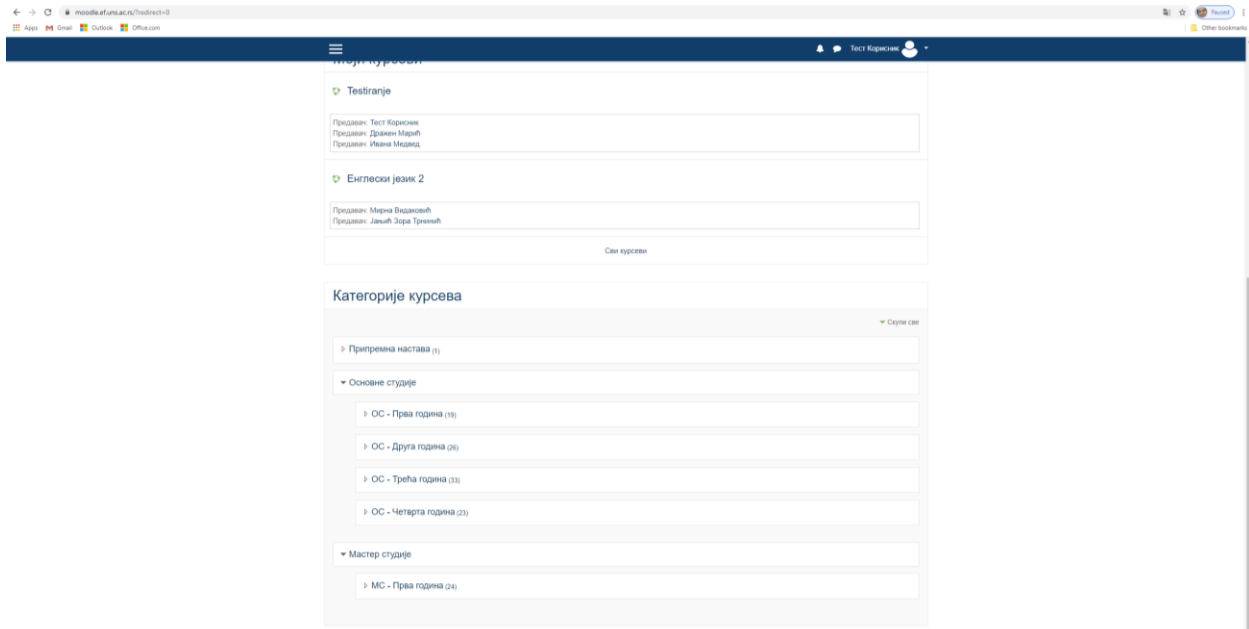 moodle.ef.uns.ac.rs/?redirect=0
Paused
Apps Gmail Outlook Office.com
Other bookmarks
Тест Корисник
Моји курсеви
Testiranje
Предавач: Тест Корисник
Предавач: Дражен Марић
Предавач: Ивана Медвед
Енглески језик 2
Предавач: Мирна Видаковић
Предавач: Јањић Зора Трнинић
Сви курсеви
Категорије курсева
Скупи све
Припремна настава (1)
Основне студије
ОС - Прва година (19)
ОС - Друга година (26)
ОС - Трећа година (33)
ОС - Четврта година (23)
Мастер студије
МС - Прва година (24)